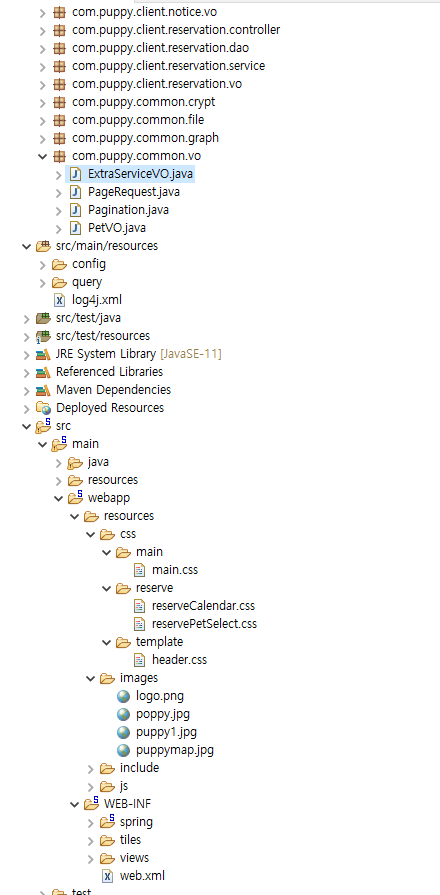 com.puppy.client.notice.vo
com.puppy.client.reservation.controller
com.puppy.client.reservation.dao
com.puppy.client.reservation.service
com.puppy.client.reservation.vo
com.puppy.common.crypt
com.puppy.common.file
com.puppy.common.graph
com.puppy.common.vo
ExtraServiceVO.java
PageRequest.java
Pagination.java
PetVO.java
src/main/resources
config
query
log4j.xml
src/test/java
src/test/resources
JRE System Library [JavaSE-11]
Referenced Libraries
Maven Dependencies
Deployed Resources
src
main
java
resources
webapp
resources
css
main
main.css
reserve
reserveCalendar.css
reservePetSelect.css
template
header.css
images
logo.png
poppy.jpg
puppy1.jpg
puppymap.jpg
include
js
WEB-INF
spring
tiles
views
web.xml
test